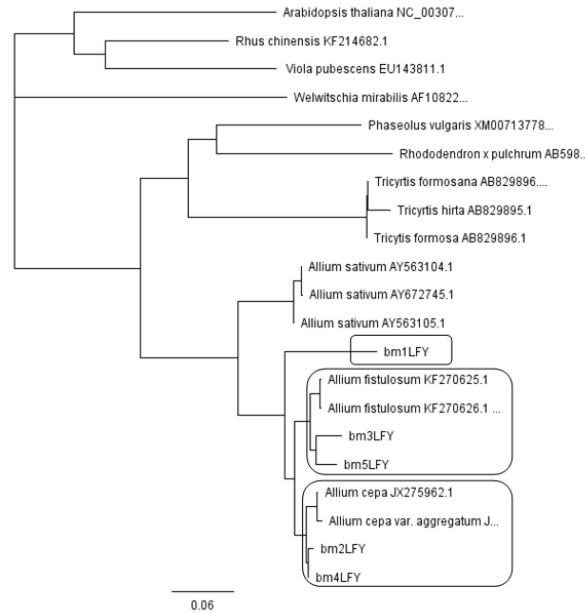 Arabidopsis thaliana NC_00307...
Rhus chinensis KF214682.1
Viola pubescens EU143811.1
Welwitschia mirabilis AF10822...
Phaseolus vulgaris XM00713778...
Rhododendron x pulchrum AB598...
Tricyrtis formosana AB829896....
Tricyrtis hirta AB829895.1
Tricytis formosa AB829896.1
Allium sativum AY563104.1
Allium sativum AY672745.1
Allium sativum AY563105.1
bm1LFY
Allium fistulosum KF270625.1
Allium fistulosum KF270626.1 ...
bm3LFY
bm5LFY
Allium cepa JX275962.1
Allium cepa var. aggregatum J...
bm2LFY
bm4LFY
0.06